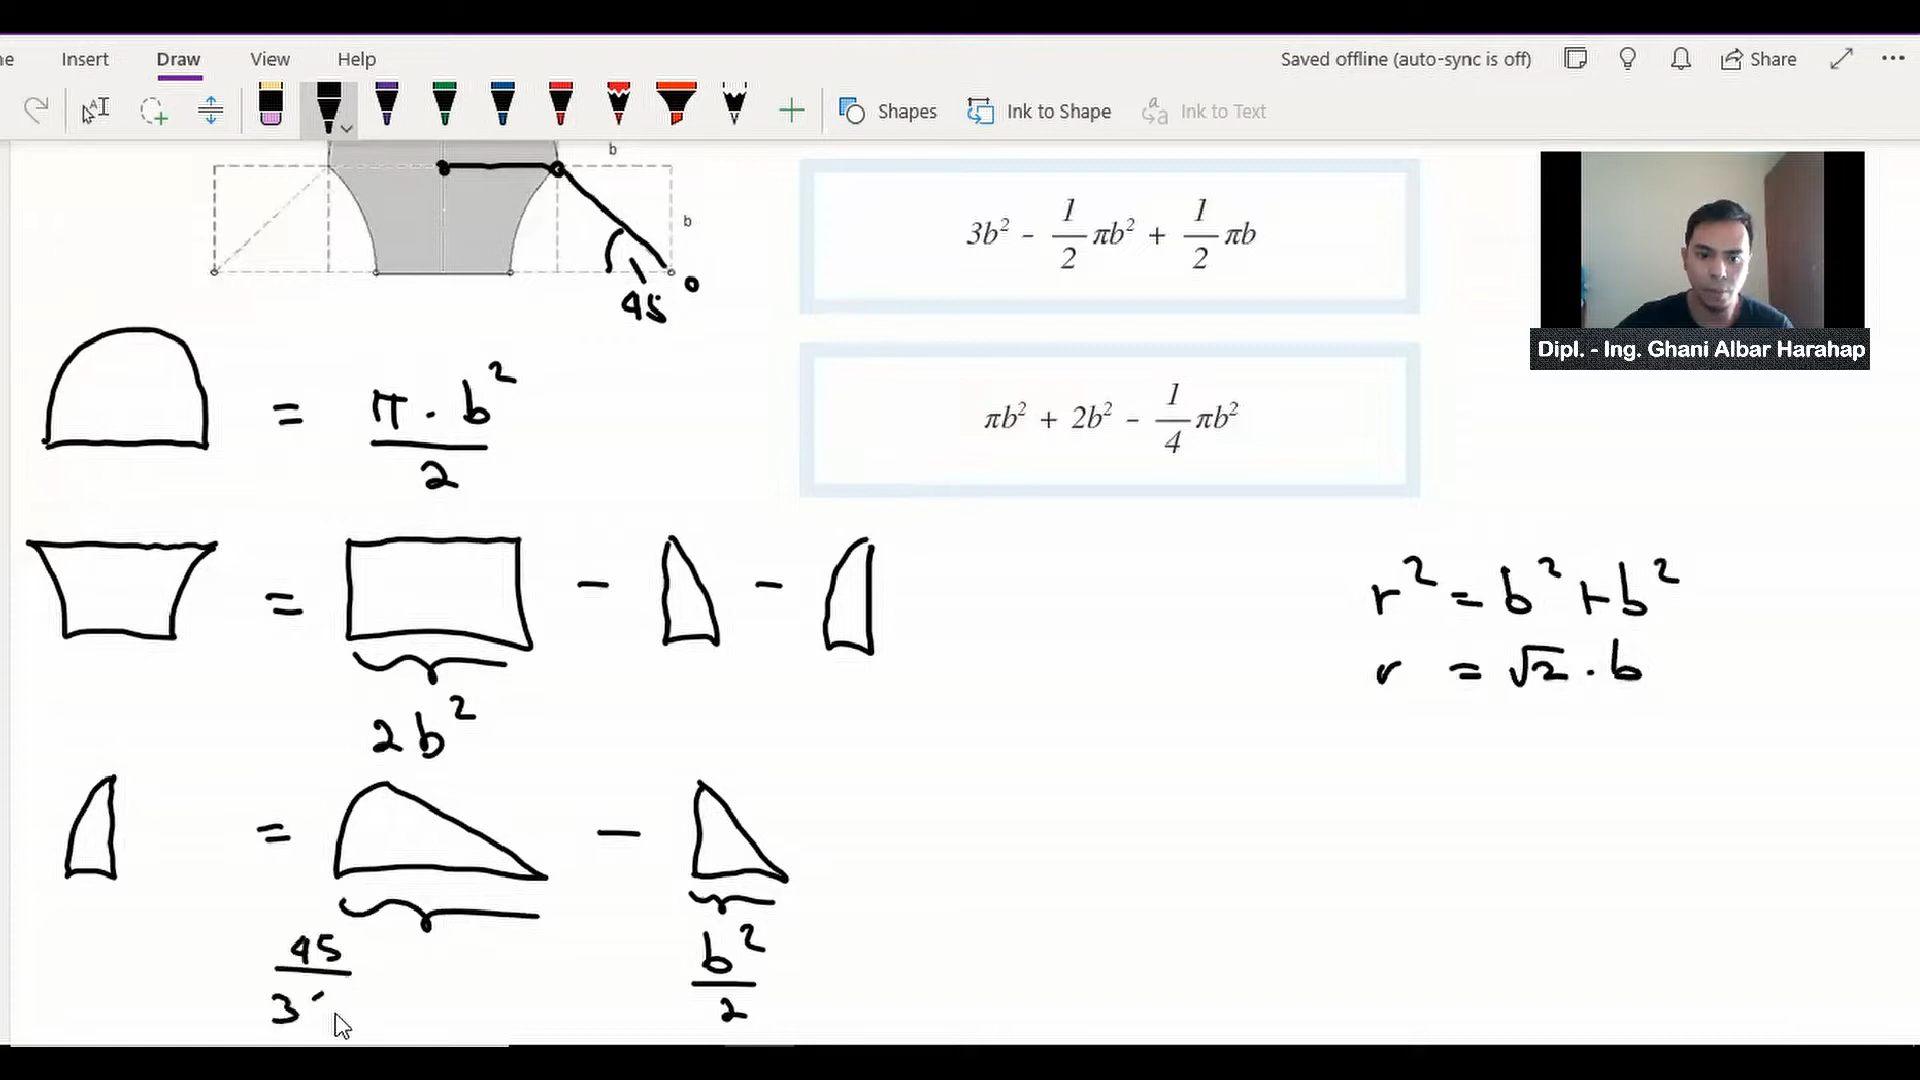 Insert Draw View Help
Saved offline (auto-sync is off) Share
Shapes Ink to Shape Ink to Text
b
b
45
3b² - 1/2 πb² + 1/2 πb
Dipl. - Ing. Ghani Albar Harahap
= π . b² / 2
πb² + 2b² - 1/4 πb²
= - -
r² = b² + b²
r = √2 . b
2b²
= -
45 / 3
b² / 2